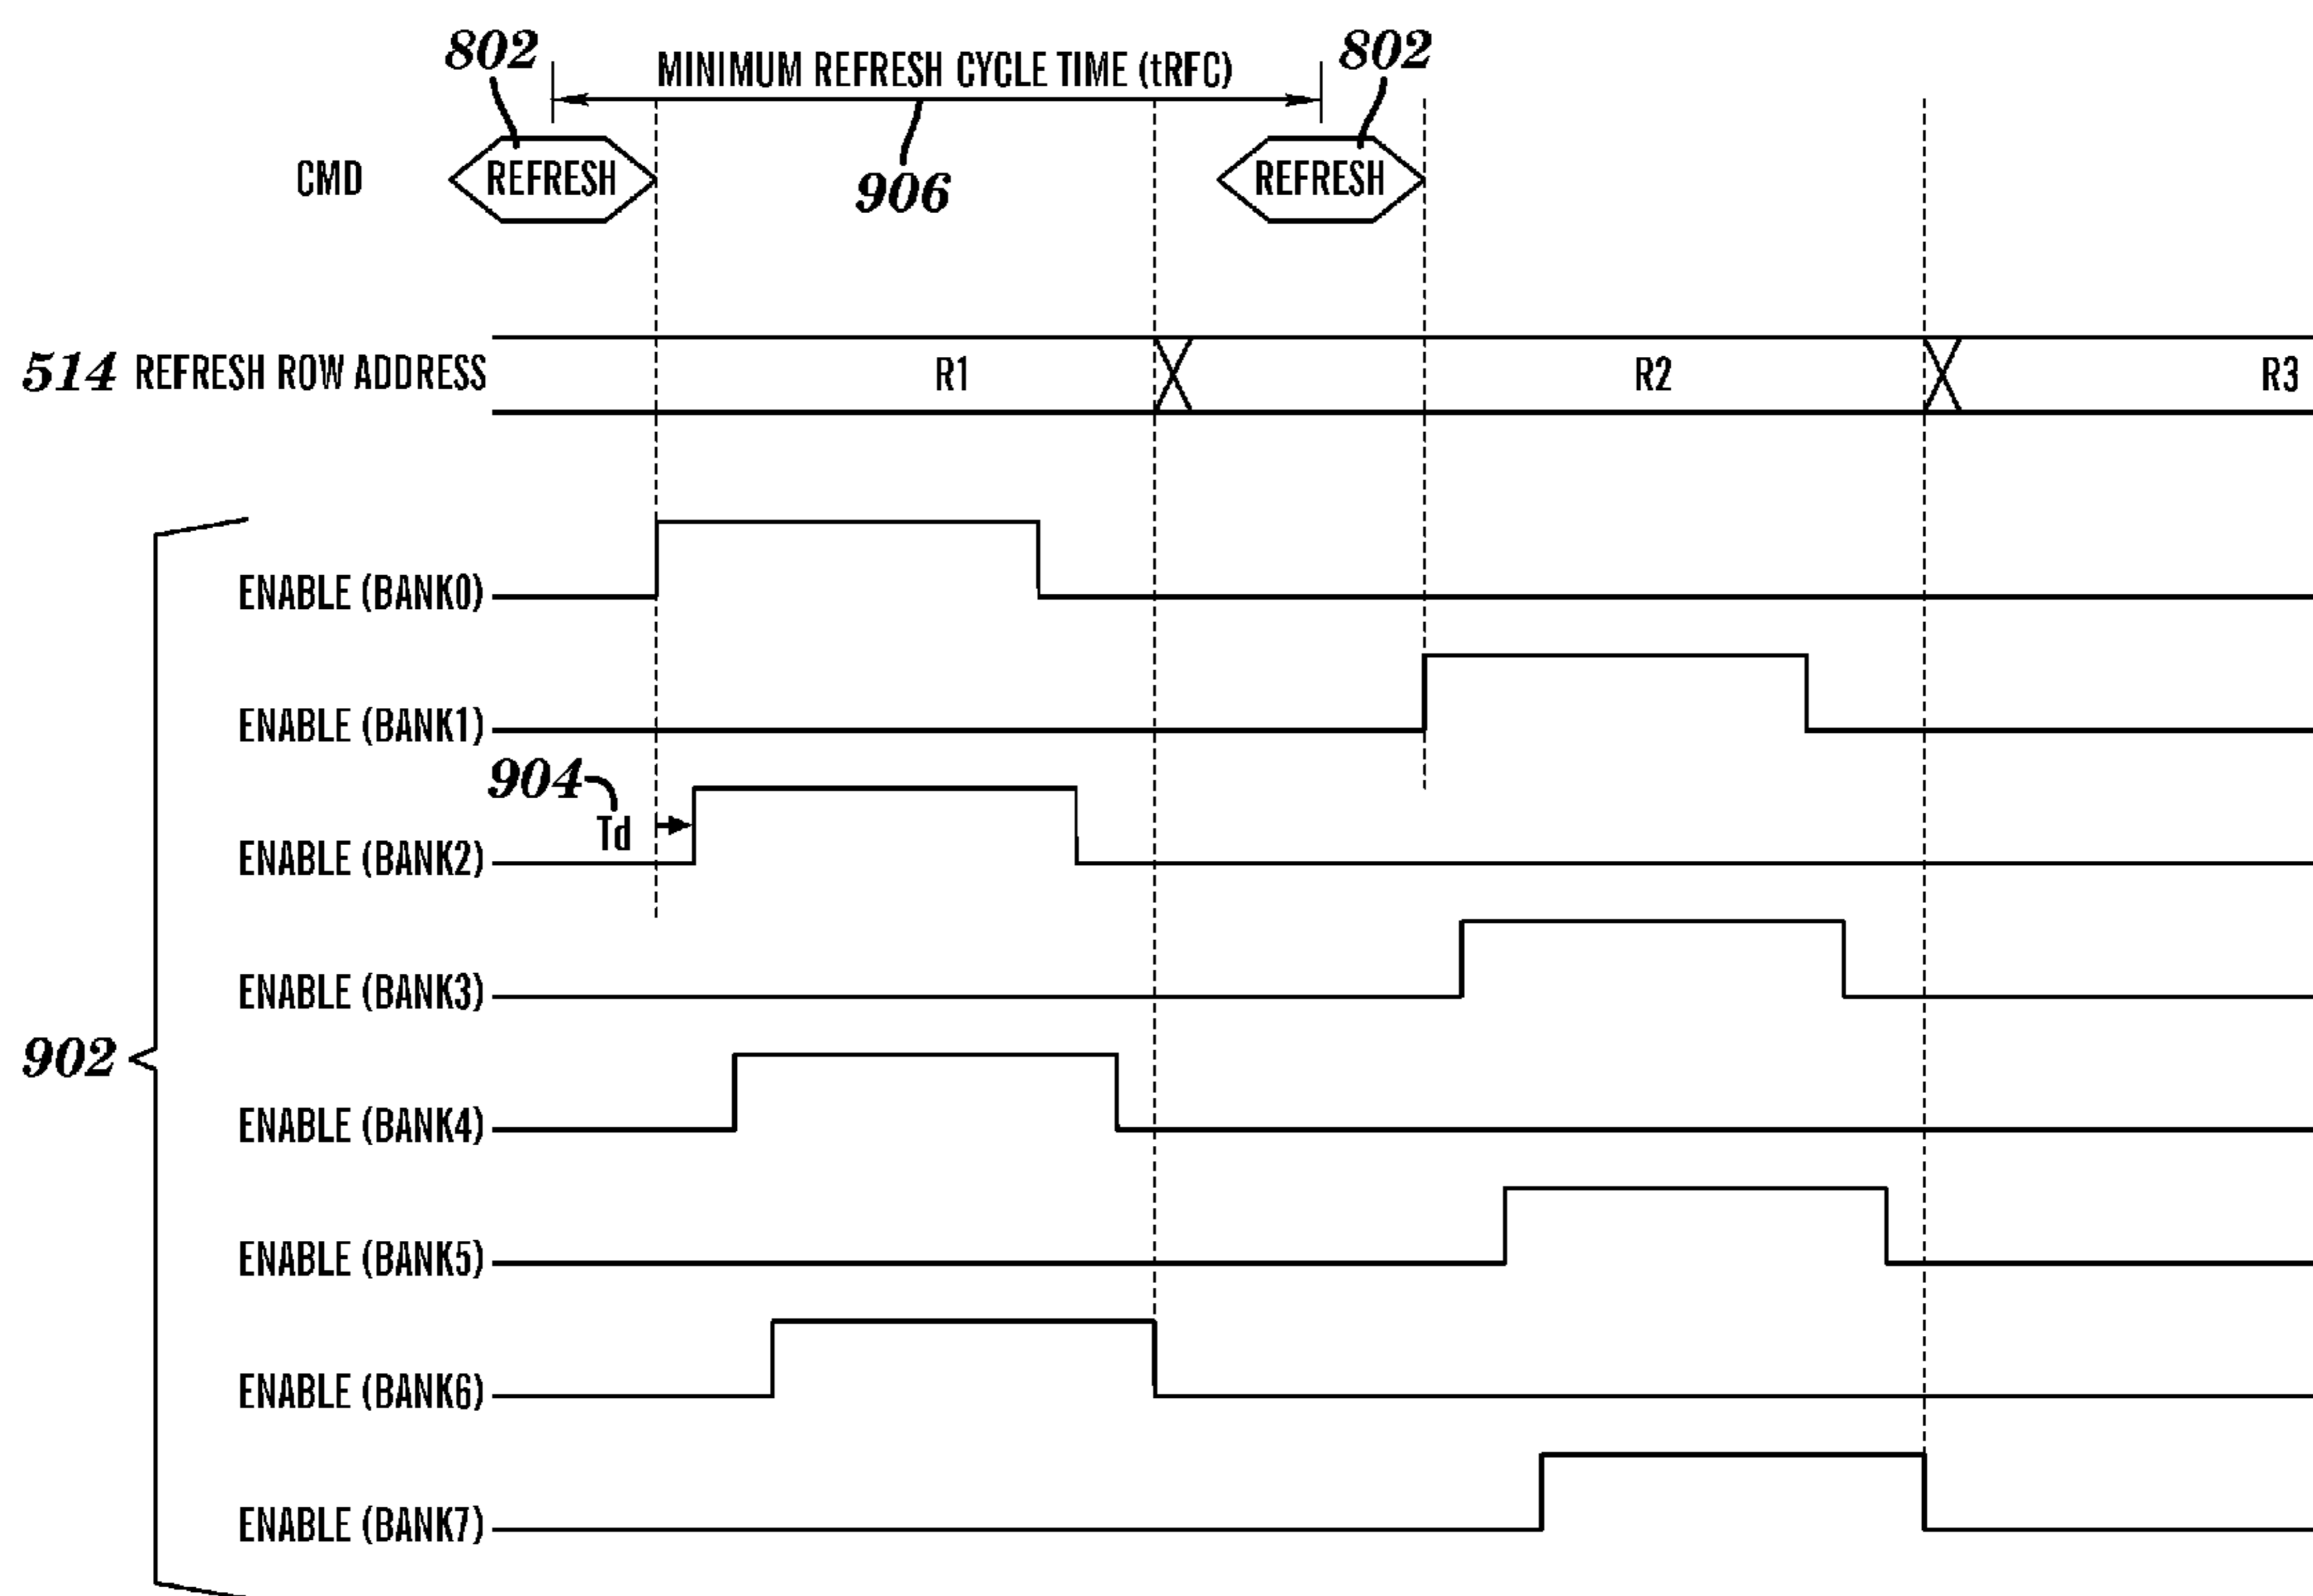 802 MINIMUM REFRESH CYCLE TIME (tRFC) 802
CMD REFRESH REFRESH
906
514 REFRESH ROW ADDRESS R1 R2 R3
ENABLE (BANK0)
ENABLE (BANK1)
904
Td
ENABLE (BANK2)
ENABLE (BANK3)
902
ENABLE (BANK4)
ENABLE (BANK5)
ENABLE (BANK6)
ENABLE (BANK7)